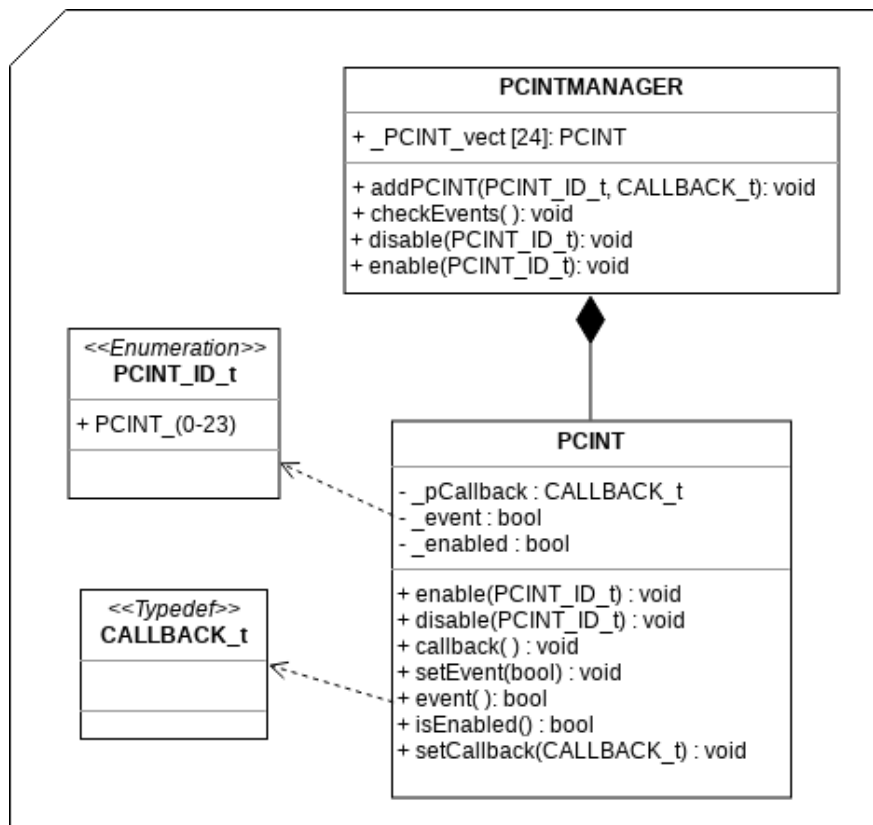 PCINTMANAGER
+ _PCINT_vect [24]: PCINT
+ addPCINT(PCINT_ID_t, CALLBACK_t): void
+ checkEvents( ): void
+ disable(PCINT_ID_t): void
+ enable(PCINT_ID_t): void
<<Enumeration>>
PCINT_ID_t
+ PCINT_(0-23)
PCINT
- _pCallback : CALLBACK_t
- _event : bool
- _enabled : bool
+ enable(PCINT_ID_t) : void
+ disable(PCINT_ID_t) : void
+ callback( ) : void
+ setEvent(bool) : void
+ event( ): bool
+ isEnabled() : bool
+ setCallback(CALLBACK_t) : void
<<Typedef>>
CALLBACK_t